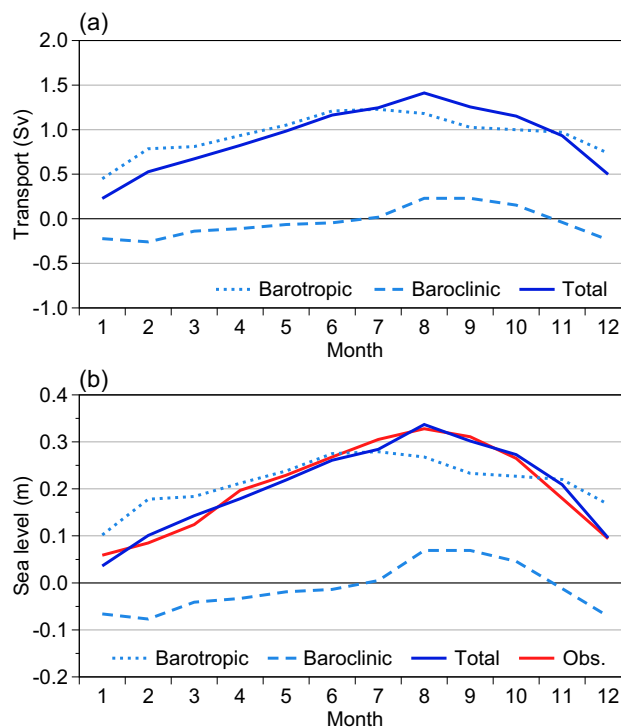 (a)
2.0
1.5
1.0
0.5
0.0
-0.5
-1.0
Transport (Sv)
Barotropic Baroclinic Total
1 2 3 4 5 6 7 8 9 10 11 12
Month
(b)
0.4
0.3
0.2
0.1
0.0
-0.1
-0.2
Sea level (m)
Barotropic Baroclinic Total Obs.
1 2 3 4 5 6 7 8 9 10 11 12
Month